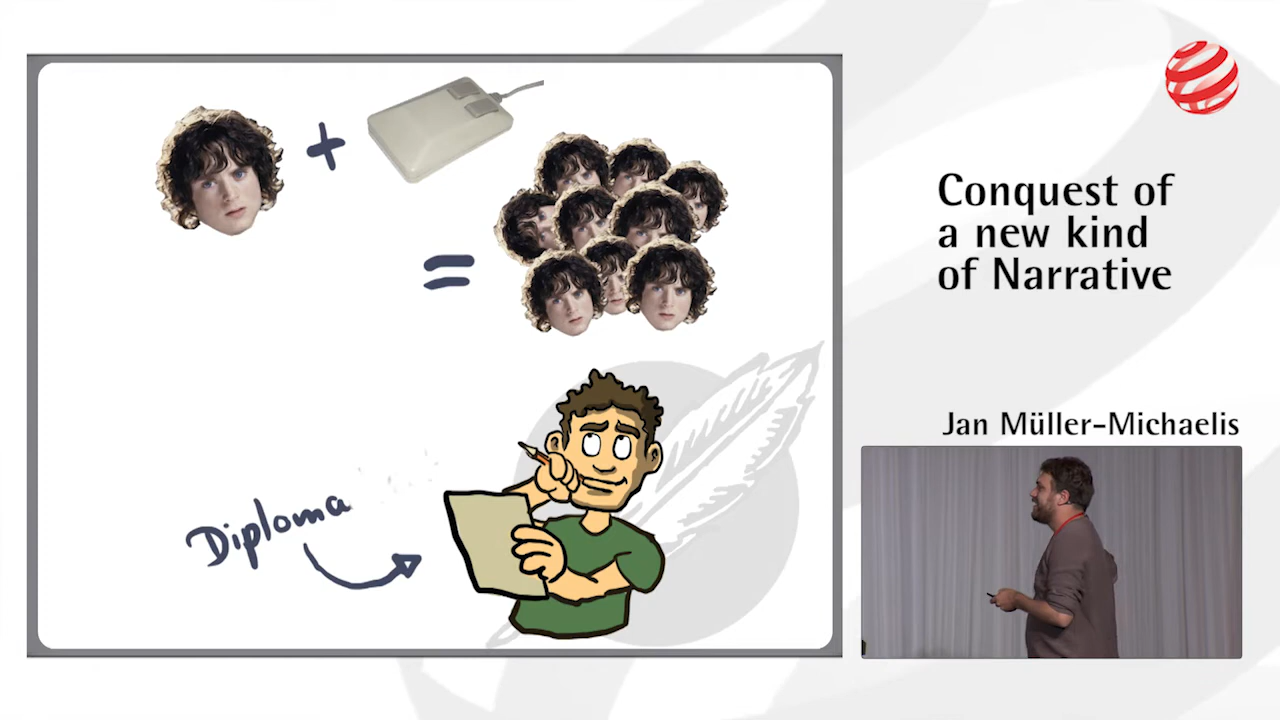 Conquest of
a new kind
of Narrative
Jan Müller-Michaelis
Diploma